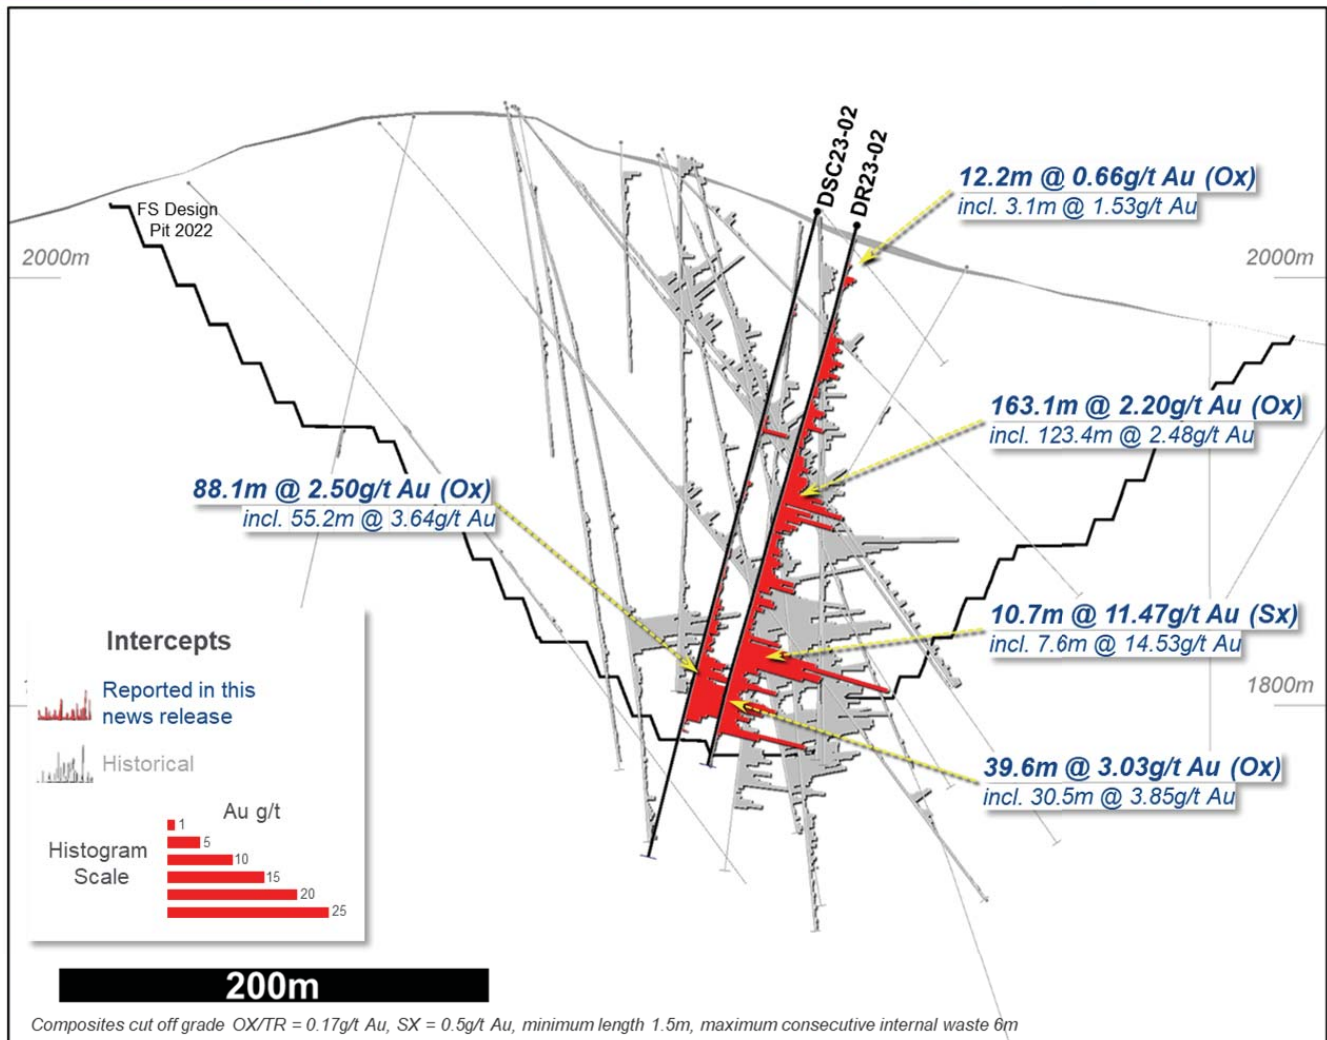 DSC23-02
DR23-02
12.2m @ 0.66g/t Au (Ox)
incl. 3.1m @ 1.53g/t Au
FS Design
Pit 2022
2000m
2000m
163.1m @ 2.20g/t Au (Ox)
incl. 123.4m @ 2.48g/t Au
88.1m @ 2.50g/t Au (Ox)
incl. 55.2m @ 3.64g/t Au
10.7m @ 11.47g/t Au (Sx)
incl. 7.6m @ 14.53g/t Au
1800m
39.6m @ 3.03g/t Au (Ox)
incl. 30.5m @ 3.85g/t Au
Intercepts
Reported in this
news release
Historical
Au g/t
Histogram
Scale
1
5
10
15
20
25
200m
Composites cut off grade OX/TR = 0.17g/t Au, SX = 0.5g/t Au, minimum length 1.5m, maximum consecutive internal waste 6m